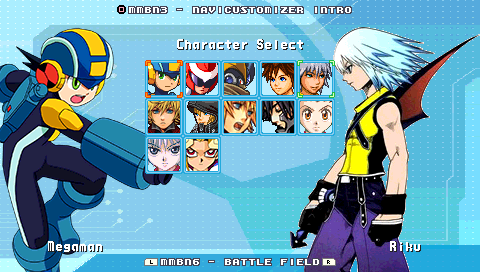 MMBN3 - NAVICUSTOMIZER INTRO
Character Select
Megaman
Riku
L MMBN6 - BATTLE FIELD R